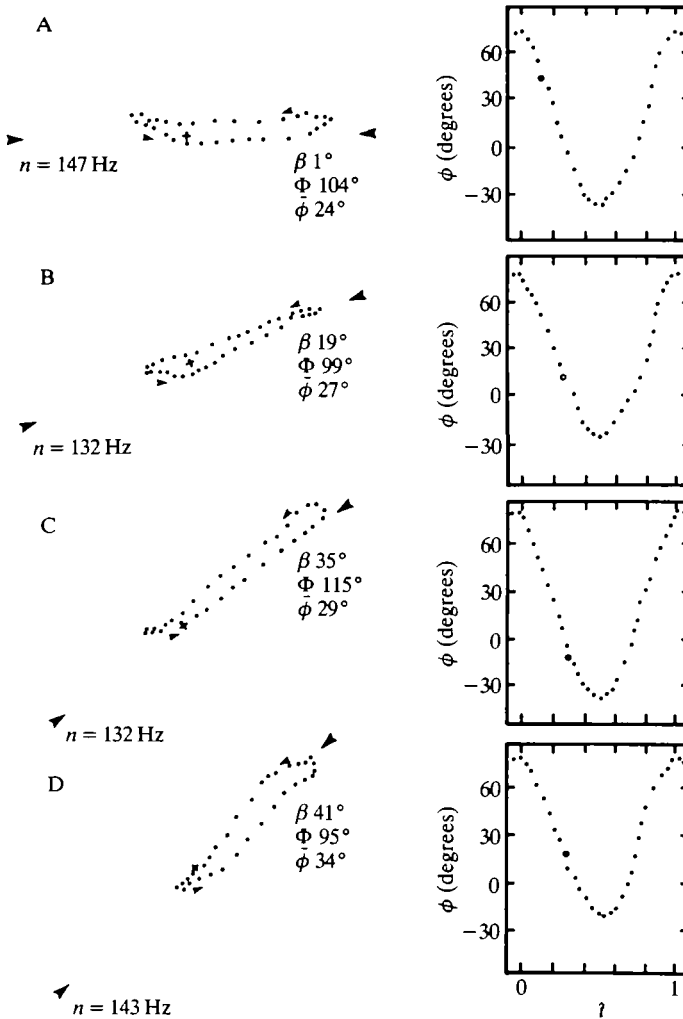 A
n = 147 Hz
β 1°
Φ 104°
ϕ̄ 24°
ϕ (degrees)
60
30
0
−30
B
n = 132 Hz
β 19°
Φ 99°
ϕ̄ 27°
ϕ (degrees)
60
30
0
−30
C
n = 132 Hz
β 35°
Φ 115°
ϕ̄ 29°
ϕ (degrees)
60
30
0
−30
D
n = 143 Hz
β 41°
Φ 95°
ϕ̄ 34°
ϕ (degrees)
60
30
0
−30
0
1